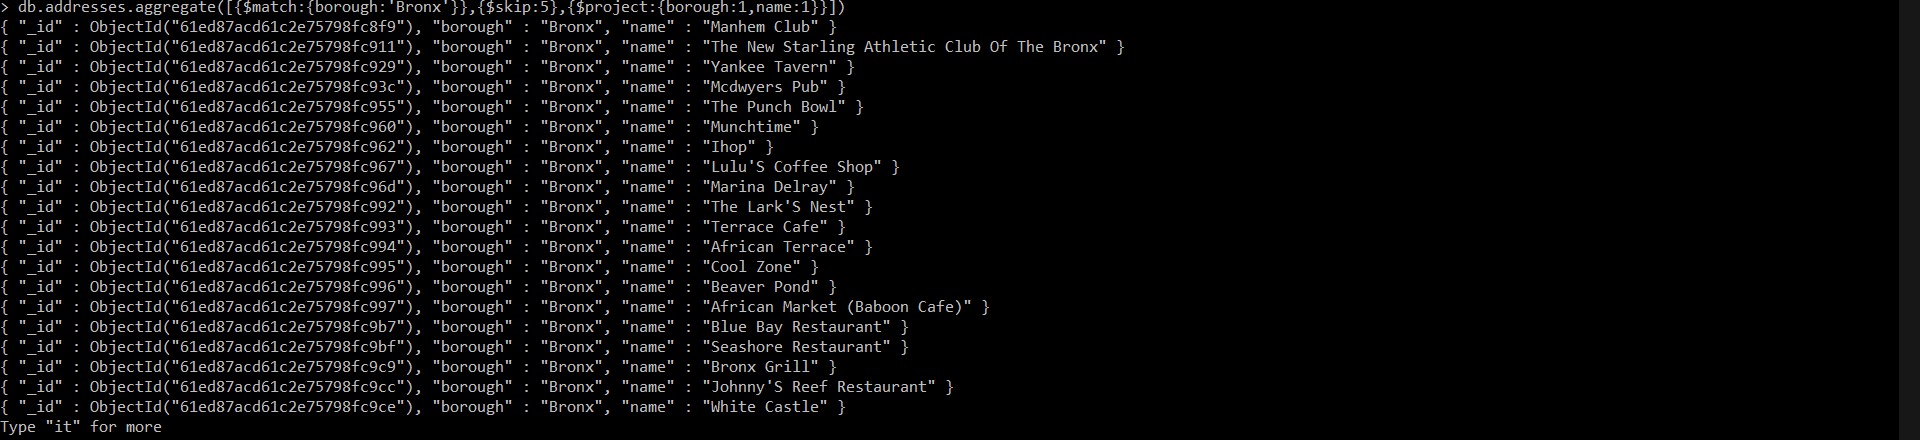 > db.addresses.aggregate([{$match:{borough:'Bronx'}},{$skip:5},{$project:{borough:1,name:1}}])
{ "_id" : ObjectId("61ed87acd61c2e75798fc8f9"), "borough" : "Bronx", "name" : "Manhem Club" }
{ "_id" : ObjectId("61ed87acd61c2e75798fc911"), "borough" : "Bronx", "name" : "The New Starling Athletic Club Of The Bronx" }
{ "_id" : ObjectId("61ed87acd61c2e75798fc929"), "borough" : "Bronx", "name" : "Yankee Tavern" }
{ "_id" : ObjectId("61ed87acd61c2e75798fc93c"), "borough" : "Bronx", "name" : "Mcdwyers Pub" }
{ "_id" : ObjectId("61ed87acd61c2e75798fc955"), "borough" : "Bronx", "name" : "The Punch Bowl" }
{ "_id" : ObjectId("61ed87acd61c2e75798fc960"), "borough" : "Bronx", "name" : "Munchtime" }
{ "_id" : ObjectId("61ed87acd61c2e75798fc962"), "borough" : "Bronx", "name" : "Ihop" }
{ "_id" : ObjectId("61ed87acd61c2e75798fc967"), "borough" : "Bronx", "name" : "Lulu'S Coffee Shop" }
{ "_id" : ObjectId("61ed87acd61c2e75798fc96d"), "borough" : "Bronx", "name" : "Marina Delray" }
{ "_id" : ObjectId("61ed87acd61c2e75798fc992"), "borough" : "Bronx", "name" : "The Lark'S Nest" }
{ "_id" : ObjectId("61ed87acd61c2e75798fc993"), "borough" : "Bronx", "name" : "Terrace Cafe" }
{ "_id" : ObjectId("61ed87acd61c2e75798fc994"), "borough" : "Bronx", "name" : "African Terrace" }
{ "_id" : ObjectId("61ed87acd61c2e75798fc995"), "borough" : "Bronx", "name" : "Cool Zone" }
{ "_id" : ObjectId("61ed87acd61c2e75798fc996"), "borough" : "Bronx", "name" : "Beaver Pond" }
{ "_id" : ObjectId("61ed87acd61c2e75798fc997"), "borough" : "Bronx", "name" : "African Market (Baboon Cafe)" }
{ "_id" : ObjectId("61ed87acd61c2e75798fc9b7"), "borough" : "Bronx", "name" : "Blue Bay Restaurant" }
{ "_id" : ObjectId("61ed87acd61c2e75798fc9bf"), "borough" : "Bronx", "name" : "Seashore Restaurant" }
{ "_id" : ObjectId("61ed87acd61c2e75798fc9c9"), "borough" : "Bronx", "name" : "Bronx Grill" }
{ "_id" : ObjectId("61ed87acd61c2e75798fc9cc"), "borough" : "Bronx", "name" : "Johnny'S Reef Restaurant" }
{ "_id" : ObjectId("61ed87acd61c2e75798fc9ce"), "borough" : "Bronx", "name" : "White Castle" }
Type "it" for more